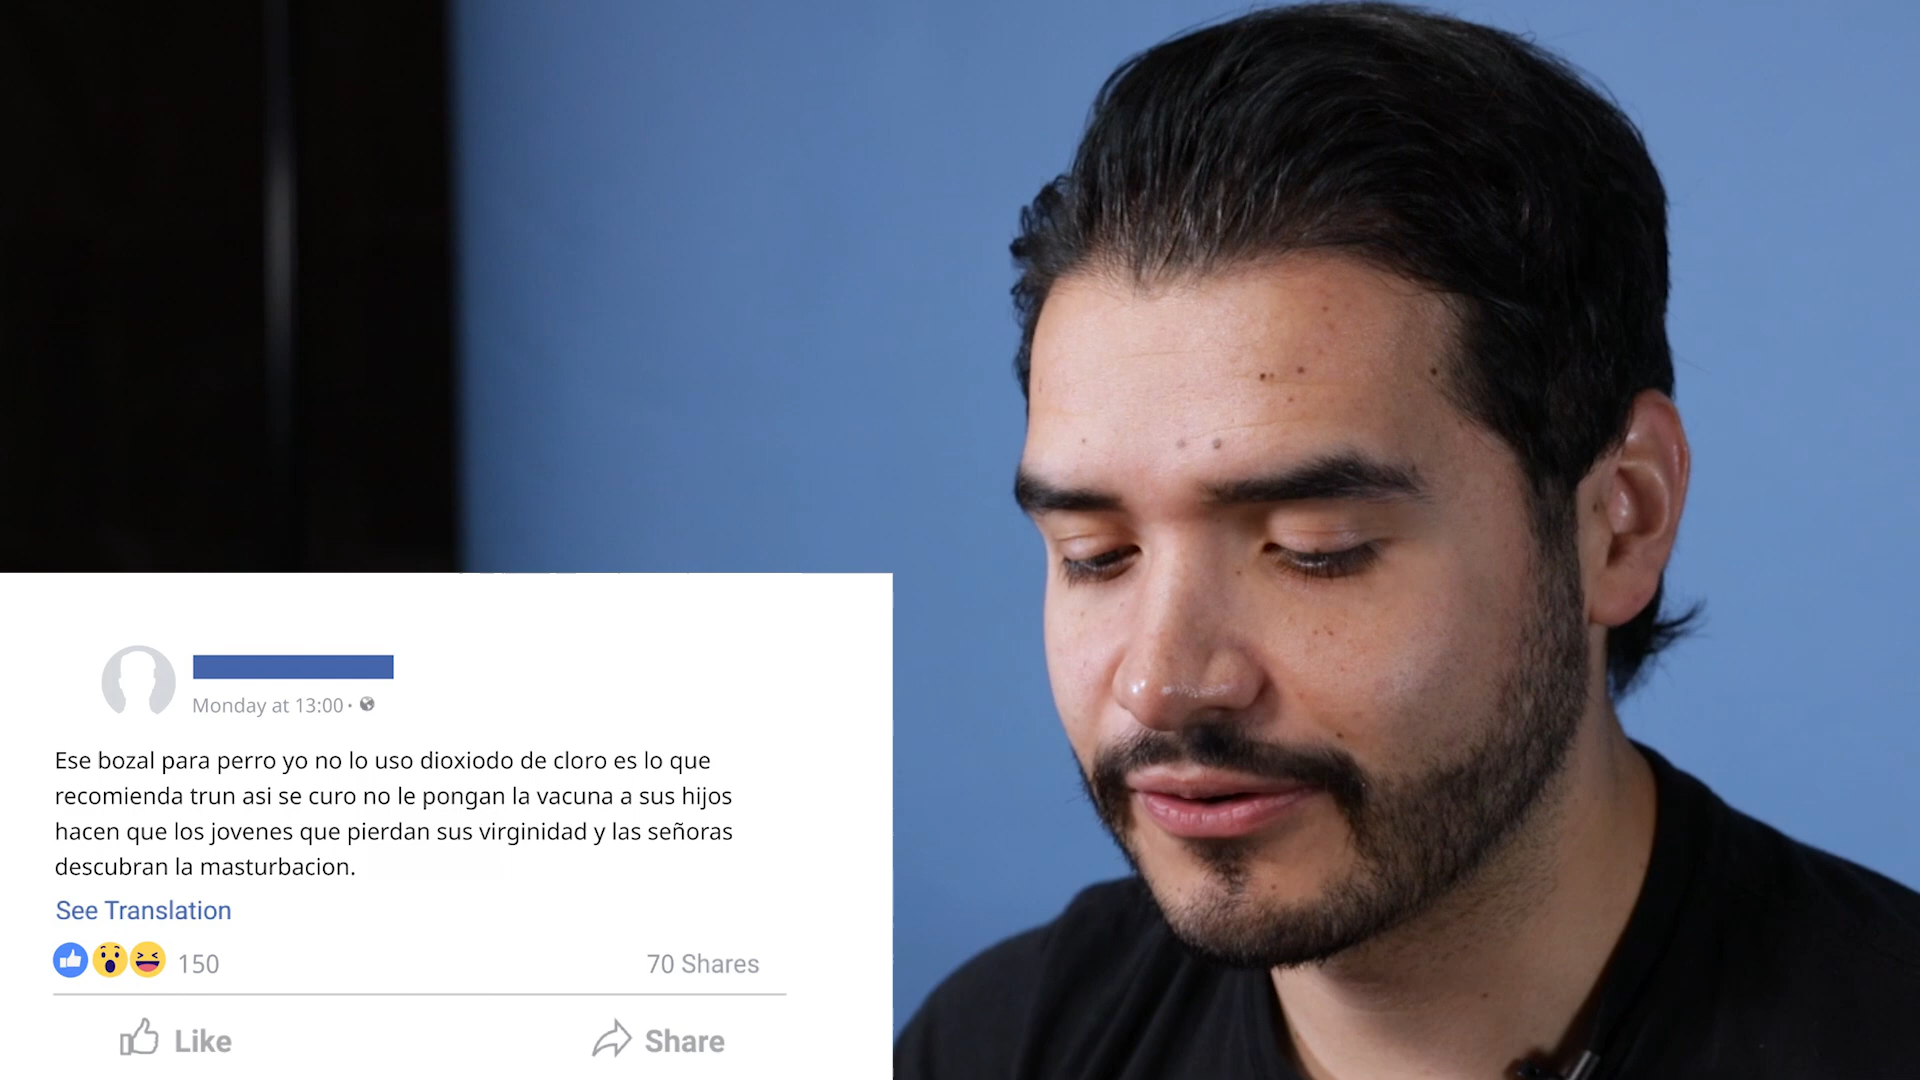 Monday at 13:00 ·
Ese bozal para perro yo no lo uso dioxiodo de cloro es lo que
recomienda trun asi se curo no le pongan la vacuna a sus hijos
hacen que los jovenes que pierdan sus virginidad y las señoras
descubran la masturbacion.
See Translation
150 70 Shares
Like Share